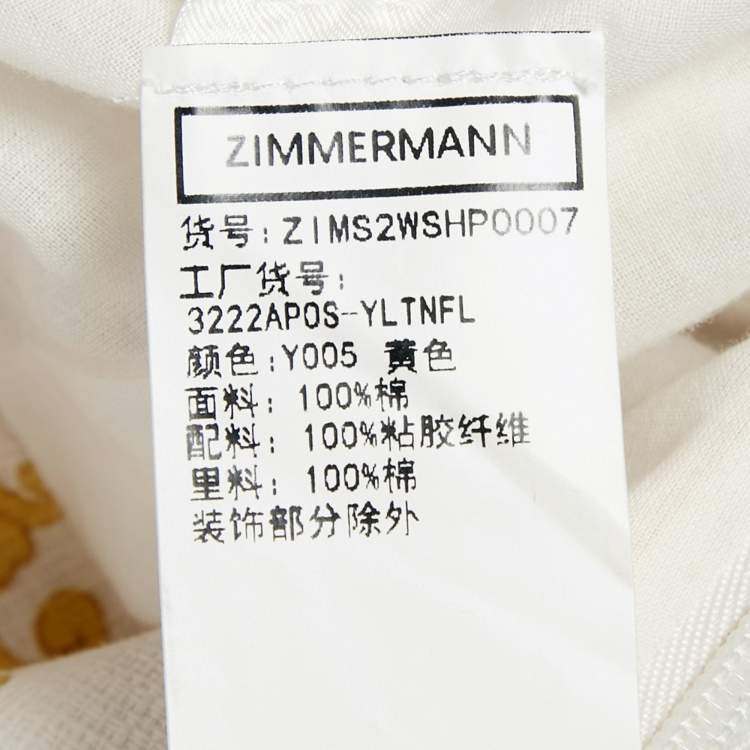 ZIMMERMANN
货号: ZIMS2WSHP0007
工厂货号:
3222APOS-YLTNFL
颜色:Y005 黄色
面料: 100%棉
配料: 100%粘胶纤维
里料: 100%棉
装饰部分除外